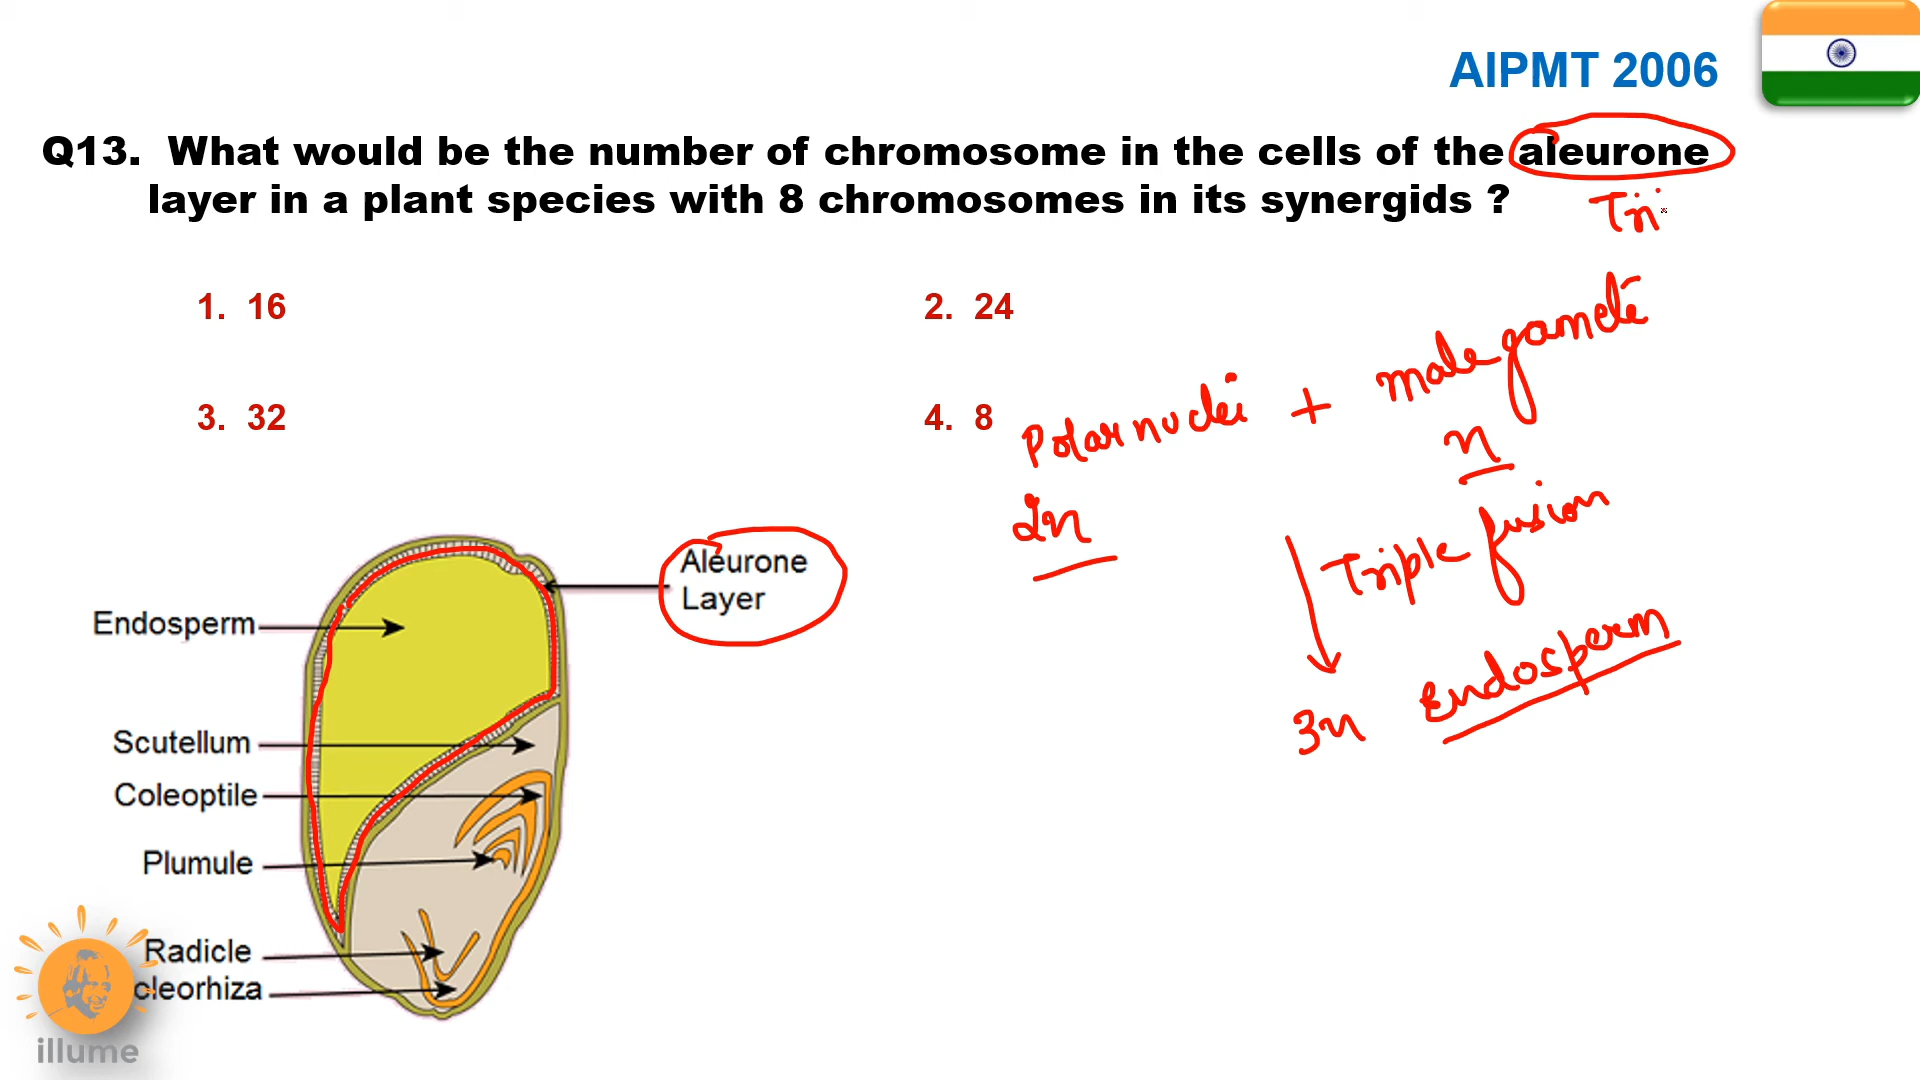 AIPMT 2006
Q13. What would be the number of chromosome in the cells of the aleurone
layer in a plant species with 8 chromosomes in its synergids ?
Tri
1. 16
2. 24
3. 32
4. 8
Polar nuclei + male gamete
2n
n
Triple fusion
3n Endosperm
Aleurone
Layer
Endosperm
Scutellum
Coleoptile
Plumule
Radicle
cleorhiza
illume